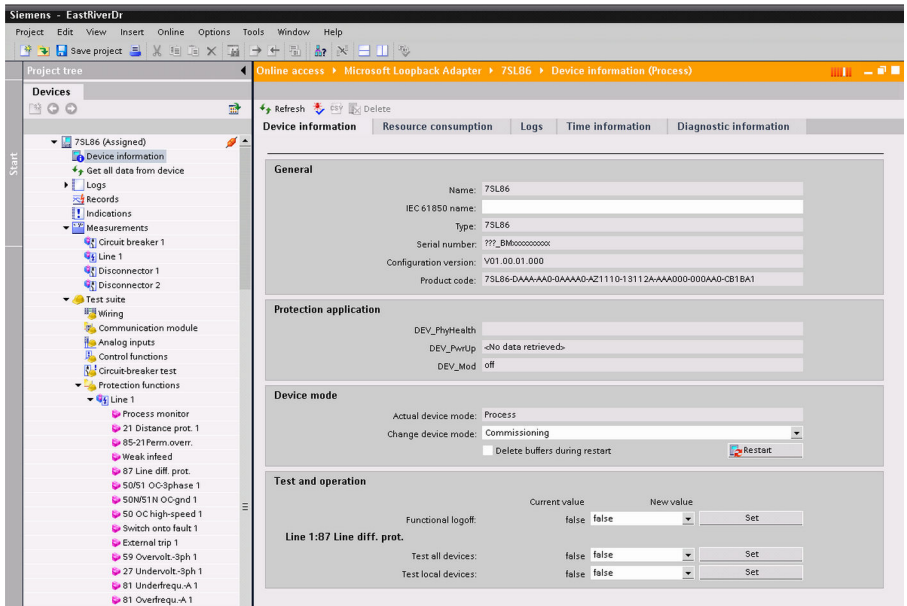 Siemens - EastRiverDr
Project Edit View Insert Online Options Tools Window Help
Save project
Project tree
Online access Microsoft Loopback Adapter 7SL86 Device information (Process)
Devices
Start
7SL86 (Assigned)
Device information
Get all data from device
Logs
Records
Indications
Measurements
Circuit breaker 1
Line 1
Disconnector 1
Disconnector 2
Test suite
Wiring
Communication module
Analog inputs
Control functions
Circuit-breaker test
Protection functions
Line 1
Process monitor
21 Distance prot. 1
85-21Perm.overr.
Weak infeed
87 Line diff. prot.
50/51 OC-3phase 1
50N/51N OC-gnd 1
50 OC high-speed 1
Switch onto fault 1
External trip 1
59 Overvolt.-3ph 1
27 Undervolt.-3ph 1
81 Underfrequ.-A 1
81 Overfrequ.-A 1
Refresh CSV Delete
Device information Resource consumption Logs Time information Diagnostic information
General
Name: 7SL86
IEC 61850 name:
Type: 7SL86
Serial number: ???_BMxxxxxxxxxx
Configuration version: V01.00.01.000
Product code: 7SL86-DAAA-AA0-0AAAA0-AZ1110-13112A-AAA000-000AA0-CB1BA1
Protection application
DEV_PhyHealth
DEV_PwrUp <No data retrieved>
DEV_Mod off
Device mode
Actual device mode: Process
Change device mode: Commissioning
Delete buffers during restart Restart
Test and operation
Current value New value
Functional logoff: false false Set
Line 1:87 Line diff. prot.
Test all devices: false false Set
Test local devices: false false Set